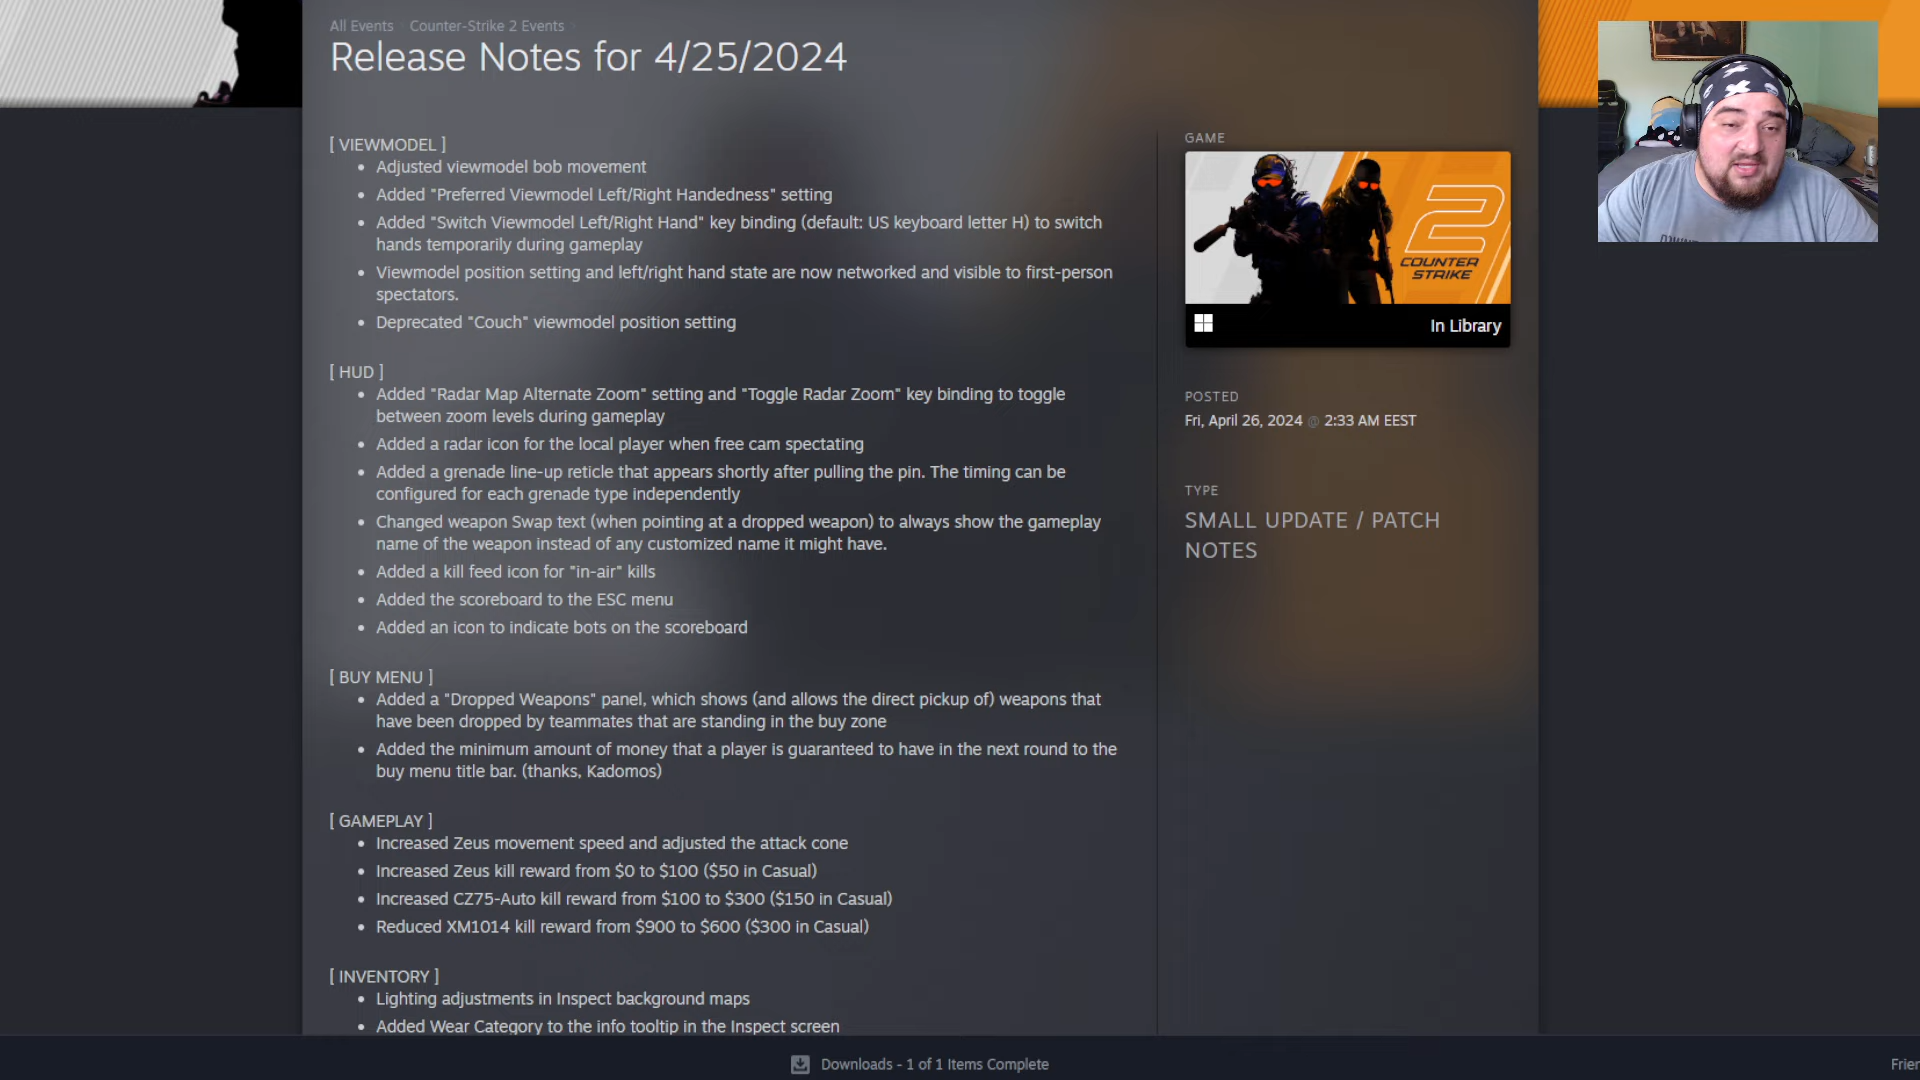 All Events Counter-Strike 2 Events
Release Notes for 4/25/2024
[ VIEWMODEL ]
• Adjusted viewmodel bob movement
• Added "Preferred Viewmodel Left/Right Handedness" setting
• Added "Switch Viewmodel Left/Right Hand" key binding (default: US keyboard letter H) to switch
hands temporarily during gameplay
• Viewmodel position setting and left/right hand state are now networked and visible to first-person
spectators.
• Deprecated "Couch" viewmodel position setting
[ HUD ]
• Added "Radar Map Alternate Zoom" setting and "Toggle Radar Zoom" key binding to toggle
between zoom levels during gameplay
• Added a radar icon for the local player when free cam spectating
• Added a grenade line-up reticle that appears shortly after pulling the pin. The timing can be
configured for each grenade type independently
• Changed weapon Swap text (when pointing at a dropped weapon) to always show the gameplay
name of the weapon instead of any customized name it might have.
• Added a kill feed icon for "in-air" kills
• Added the scoreboard to the ESC menu
• Added an icon to indicate bots on the scoreboard
[ BUY MENU ]
• Added a "Dropped Weapons" panel, which shows (and allows the direct pickup of) weapons that
have been dropped by teammates that are standing in the buy zone
• Added the minimum amount of money that a player is guaranteed to have in the next round to the
buy menu title bar. (thanks, Kadomos)
[ GAMEPLAY ]
• Increased Zeus movement speed and adjusted the attack cone
• Increased Zeus kill reward from $0 to $100 ($50 in Casual)
• Increased CZ75-Auto kill reward from $100 to $300 ($150 in Casual)
• Reduced XM1014 kill reward from $900 to $600 ($300 in Casual)
[ INVENTORY ]
• Lighting adjustments in Inspect background maps
• Added Wear Category to the info tooltip in the Inspect screen
GAME
2
COUNTER
STRIKE
In Library
POSTED
Fri, April 26, 2024 @ 2:33 AM EEST
TYPE
SMALL UPDATE / PATCH
NOTES
Downloads - 1 of 1 Items Complete
Frier